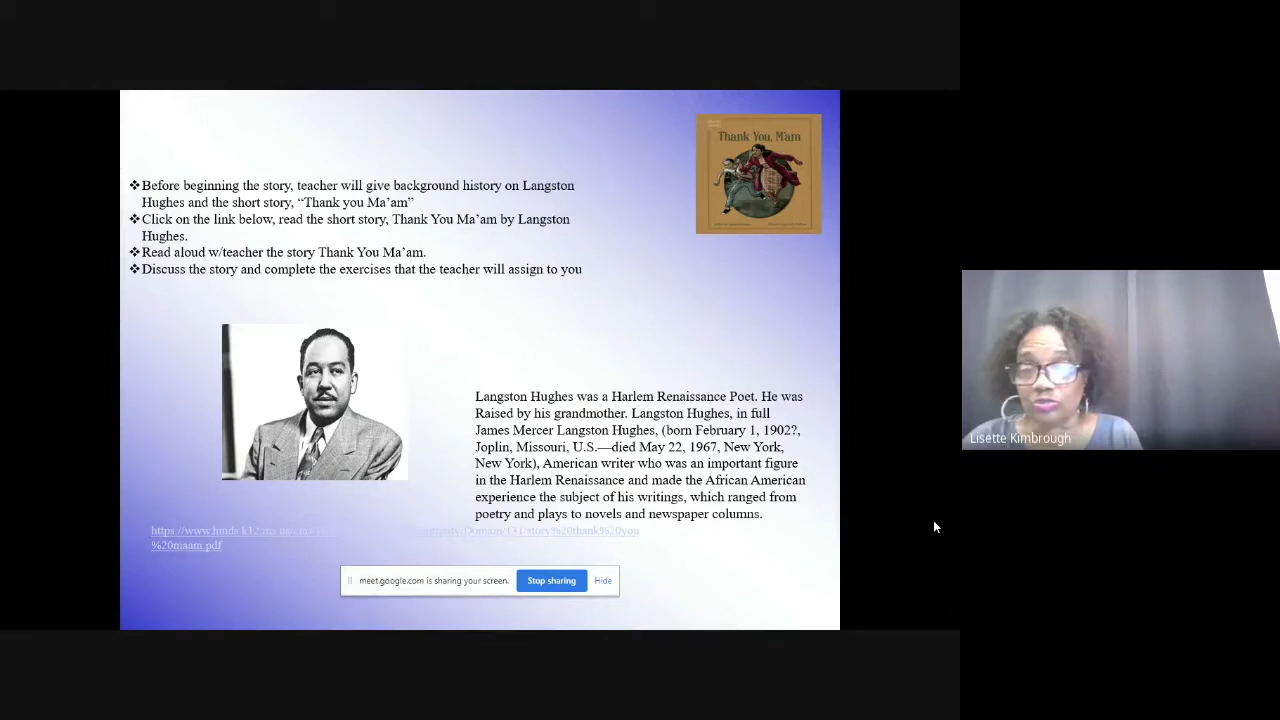 Thank You, M'am
❖Before beginning the story, teacher will give background history on Langston
Hughes and the short story, “Thank you Ma’am”
❖Click on the link below, read the short story, Thank You Ma’am by Langston
Hughes.
❖Read aloud w/teacher the story Thank You Ma’am.
❖Discuss the story and complete the exercises that the teacher will assign to you
Langston Hughes was a Harlem Renaissance Poet. He was
Raised by his grandmother. Langston Hughes, in full
James Mercer Langston Hughes, (born February 1, 1902?,
Joplin, Missouri, U.S.—died May 22, 1967, New York,
New York), American writer who was an important figure
in the Harlem Renaissance and made the African American
experience the subject of his writings, which ranged from
poetry and plays to novels and newspaper columns.
%20maam.pdf
meet.google.com is sharing your screen.
Stop sharing
Hide
Lisette Kimbrough